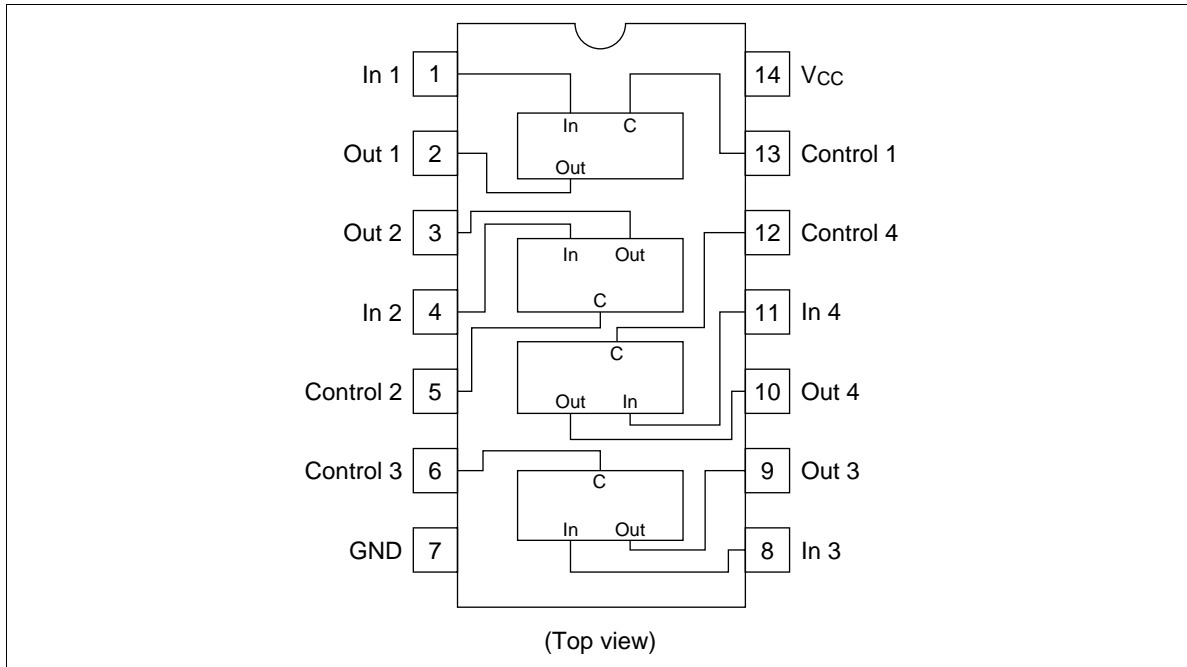 In 1 1 14 VCC
In C
Out 1 2 13 Control 1
Out
Out 2 3 12 Control 4
In Out
In 2 4 11 In 4
C
C
Control 2 5 10 Out 4
Out In
Control 3 6 9 Out 3
C
In Out
GND 7 8 In 3
(Top view)